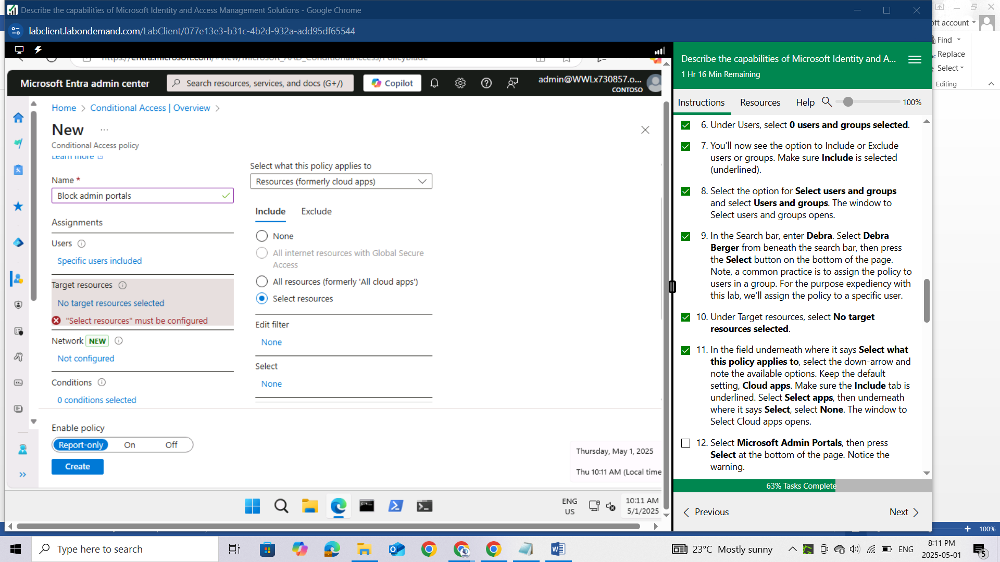 Describe the capabilities of Microsoft Identity and Access Management Solutions - Google Chrome
labclient.labondemand.com/LabClient/077e13e3-b31c-4b2d-932a-add95df65544
https://entra.microsoft.com/#view/Microsoft_AAD_ConditionalAccess/PolicyBlade
Microsoft Entra admin center
Search resources, services, and docs (G+/)
Copilot
admin@WWLx730857.o...
CONTOSO
Home > Conditional Access | Overview >
New ...
Conditional Access policy
Learn more
Name *
Block admin portals
Assignments
Users
Specific users included
Target resources
No target resources selected
"Select resources" must be configured
Network NEW
Not configured
Conditions
0 conditions selected
Select what this policy applies to
Resources (formerly cloud apps)
Include Exclude
None
All internet resources with Global Secure
Access
All resources (formerly 'All cloud apps')
Select resources
Edit filter
None
Select
None
Enable policy
Report-only On Off
Create
Thursday, May 1, 2025
Thu 10:11 AM (Local time
ENG
US
10:11 AM
5/1/2025
Describe the capabilities of Microsoft Identity and A...
1 Hr 16 Min Remaining
Instructions Resources Help 100%
6. Under Users, select 0 users and groups selected.
7. You'll now see the option to Include or Exclude
users or groups. Make sure Include is selected
(underlined).
8. Select the option for Select users and groups
and select Users and groups. The window to
Select users and groups opens.
9. In the Search bar, enter Debra. Select Debra
Berger from beneath the search bar, then press
the Select button on the bottom of the page.
Note, a common practice is to assign the policy to
users in a group. For the purpose expediency with
this lab, we'll assign the policy to a specific user.
10. Under Target resources, select No target
resources selected.
11. In the field underneath where it says Select what
this policy applies to, select the down-arrow and
note the available options. Keep the default
setting, Cloud apps. Make sure the Include tab is
underlined. Select Select apps, then underneath
where it says Select, select None. The window to
Select Cloud apps opens.
12. Select Microsoft Admin Portals, then press
Select at the bottom of the page. Notice the
warning.
63% Tasks Complete
Previous Next
oft account
Find
Replace
Select
Editing
100%
Type here to search
23°C Mostly sunny
ENG
8:11 PM
2025-05-01
5